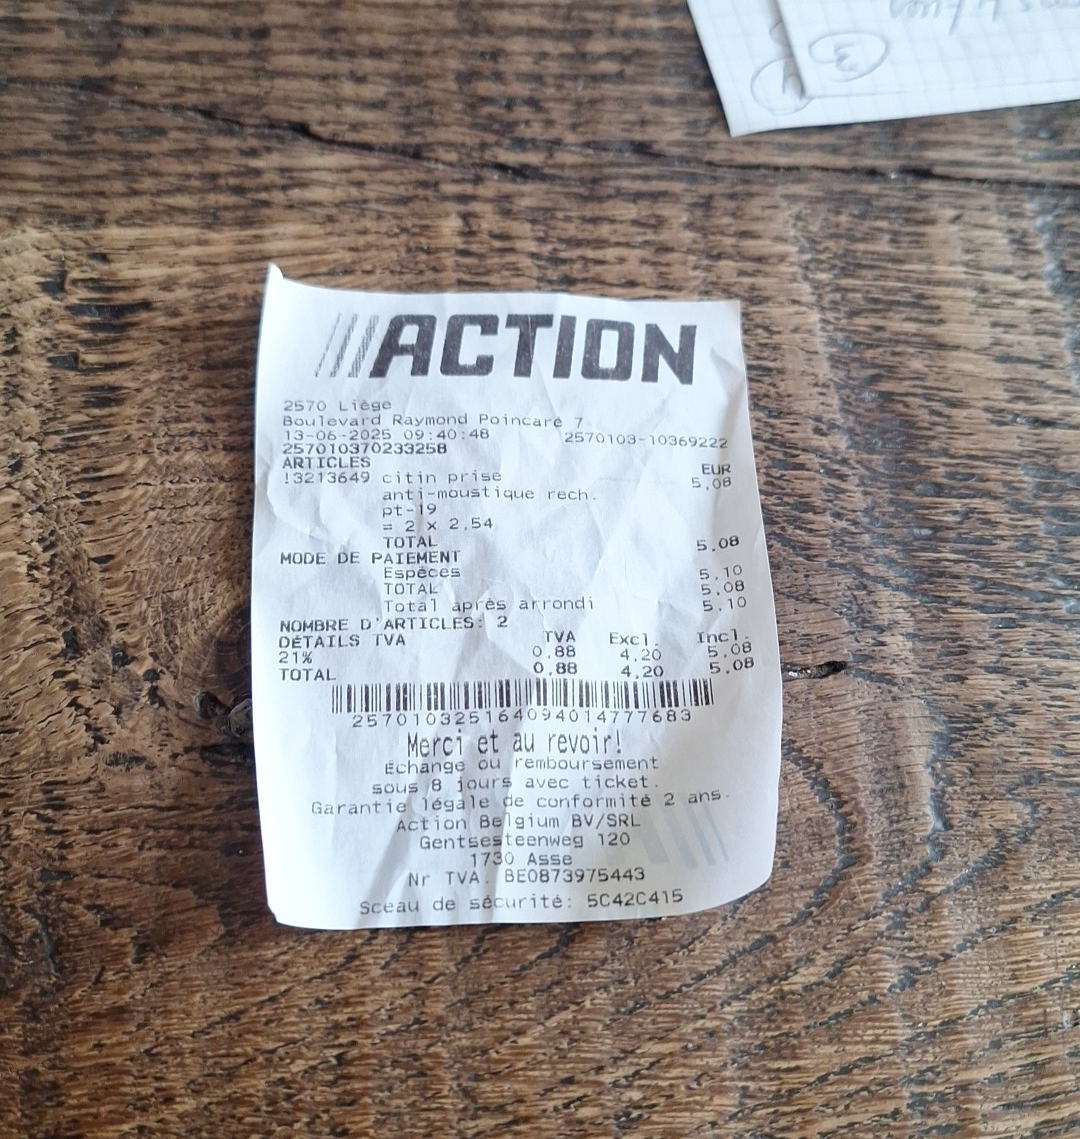 ACTION
2570 Liège
Boulevard Raymond Poincaré 7
13-06-2025 09:40:48 2570103-10369222
257010370233258
ARTICLES EUR
!3213649 citin prise 5,08
anti-moustique rech.
pt-19
= 2 x 2,54
TOTAL 5,08
MODE DE PAIEMENT
Espèces 5,10
TOTAL 5,08
Total après arrondi 5,10
NOMBRE D'ARTICLES: 2
DÉTAILS TVA TVA Excl. Incl.
21% 0,88 4,20 5,08
TOTAL 0,88 4,20 5,08
257010325164094014777683
Merci et au revoir!
Échange ou remboursement
sous 8 jours avec ticket.
Garantie légale de conformité 2 ans.
Action Belgium BV/SRL
Gentsesteenweg 120
1730 Asse
Nr TVA. BE0873975443
Sceau de sécurité: 5C42C415
3